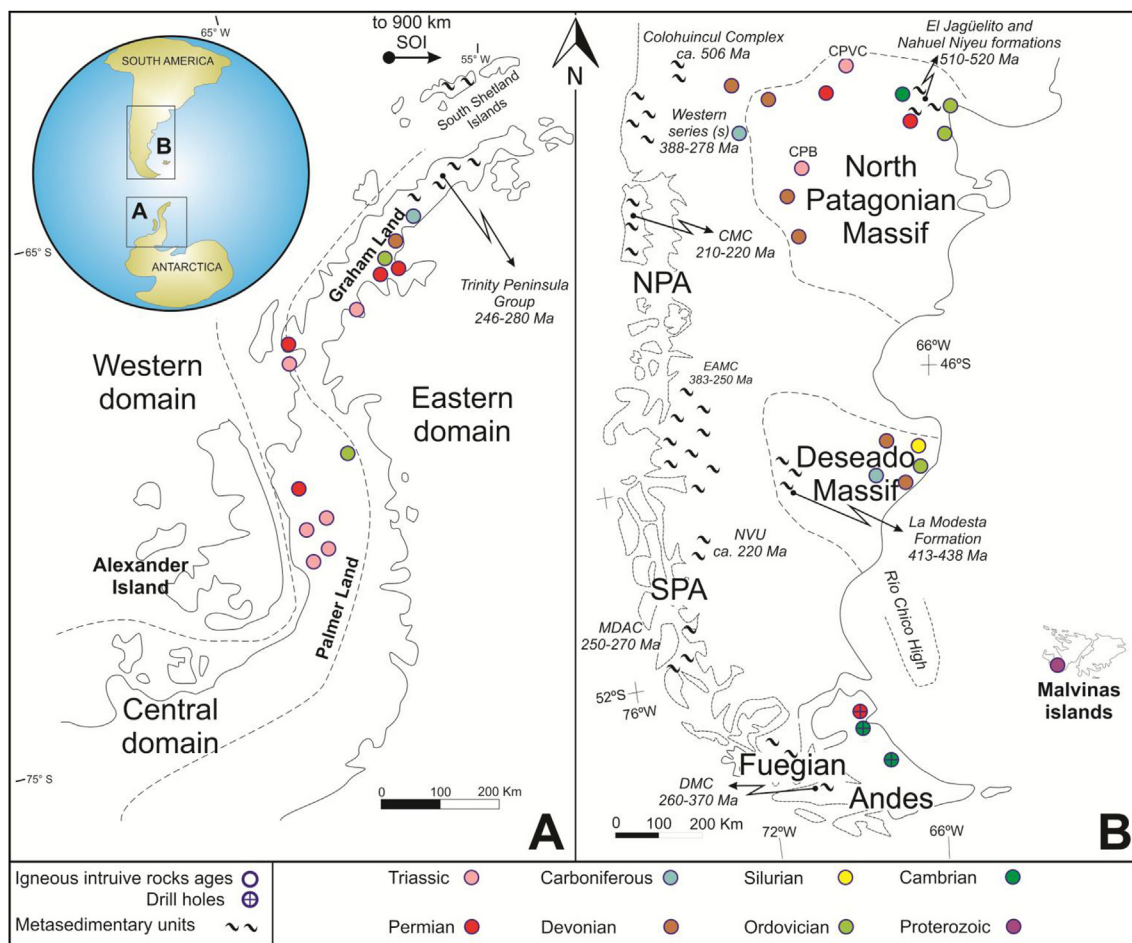 65° W
SOUTH AMERICA
B
A
ANTARCTICA
to 900 km
SOI
55° W
South Shetland
Islands
65° S
Graham Land
Trinity Peninsula
Group
246-280 Ma
Western
domain
Eastern
domain
Alexander
Island
Palmer Land
Central
domain
75° S
0 100 200 Km
A
N
Colohuincul Complex
ca. 506 Ma
CPVC
El Jagüelito and
Nahuel Niyeu formations
510-520 Ma
Western
series (s)
388-278 Ma
CPB
North
Patagonian
Massif
CMC
210-220 Ma
NPA
66ºW
46ºS
EAMC
383-250 Ma
Deseado
Massif
La Modesta
Formation
413-438 Ma
NVU
ca. 220 Ma
SPA
Río Chico High
MDAC
250-270 Ma
52ºS
76ºW
Malvinas
islands
Fuegian
Andes
DMC
260-370 Ma
0 100 200 Km
72ºW
66ºW
B
Igneous intruive rocks ages
Drill holes
Metasedimentary units
Triassic
Carboniferous
Silurian
Cambrian
Permian
Devonian
Ordovician
Proterozoic